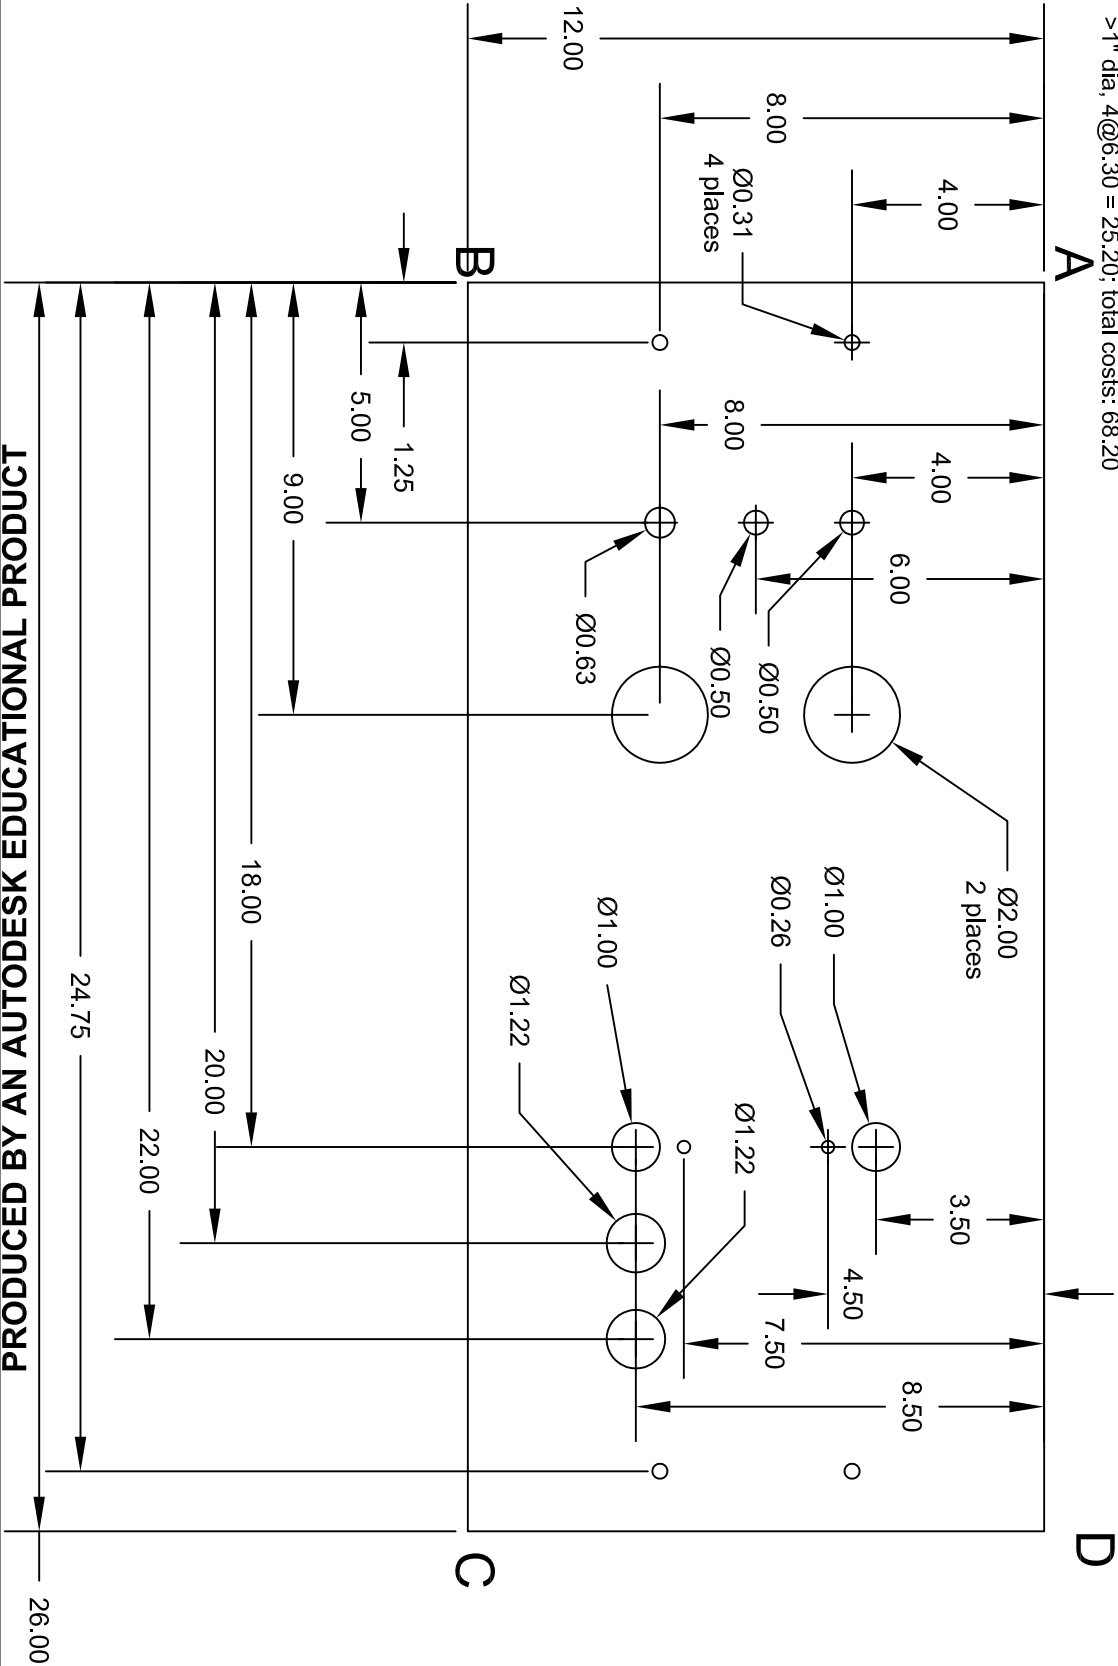 >1" dia, 4@6.30 = 25.20; total costs: 68.20
A
D
B
C
12.00
8.00
4.00
Ø0.31
4 places
8.00
4.00
6.00
Ø0.63
Ø0.50
Ø0.50
Ø2.00
2 places
Ø1.00
Ø0.26
Ø1.00
Ø1.22
Ø1.22
3.50
4.50
7.50
8.50
1.25
5.00
9.00
18.00
20.00
22.00
24.75
26.00
PRODUCED BY AN AUTODESK EDUCATIONAL PRODUCT